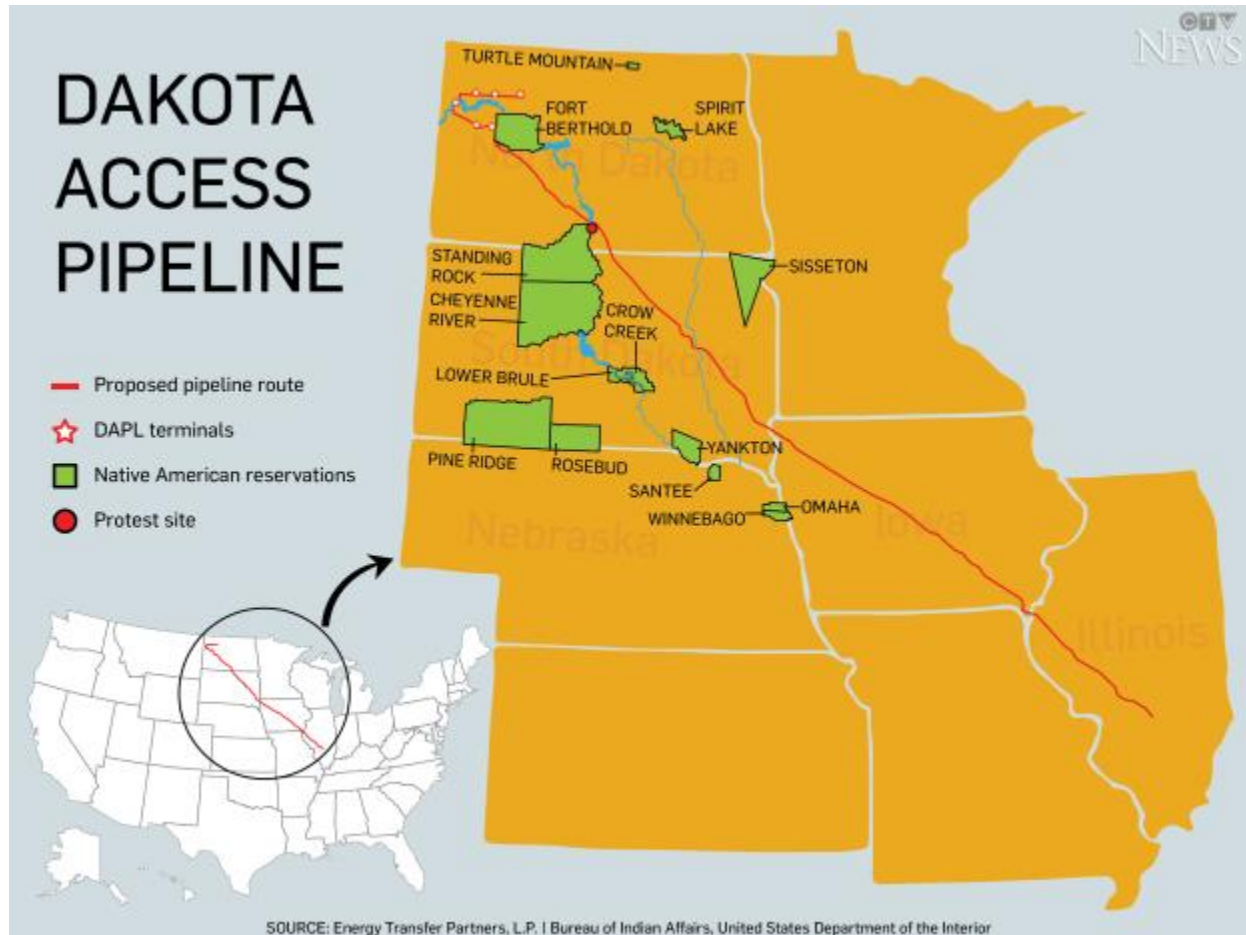 CTV
NEWS
DAKOTA
ACCESS
PIPELINE
Proposed pipeline route
DAPL terminals
Native American reservations
Protest site
TURTLE MOUNTAIN
FORT
BERTHOLD
SPIRIT
LAKE
North Dakota
STANDING
ROCK
SISSETON
CHEYENNE
RIVER
CROW
CREEK
South Dakota
LOWER BRULE
PINE RIDGE
ROSEBUD
YANKTON
SANTEE
WINNEBAGO
OMAHA
Nebraska
Iowa
Illinois
SOURCE: Energy Transfer Partners, L.P. I Bureau of Indian Affairs, United States Department of the Interior